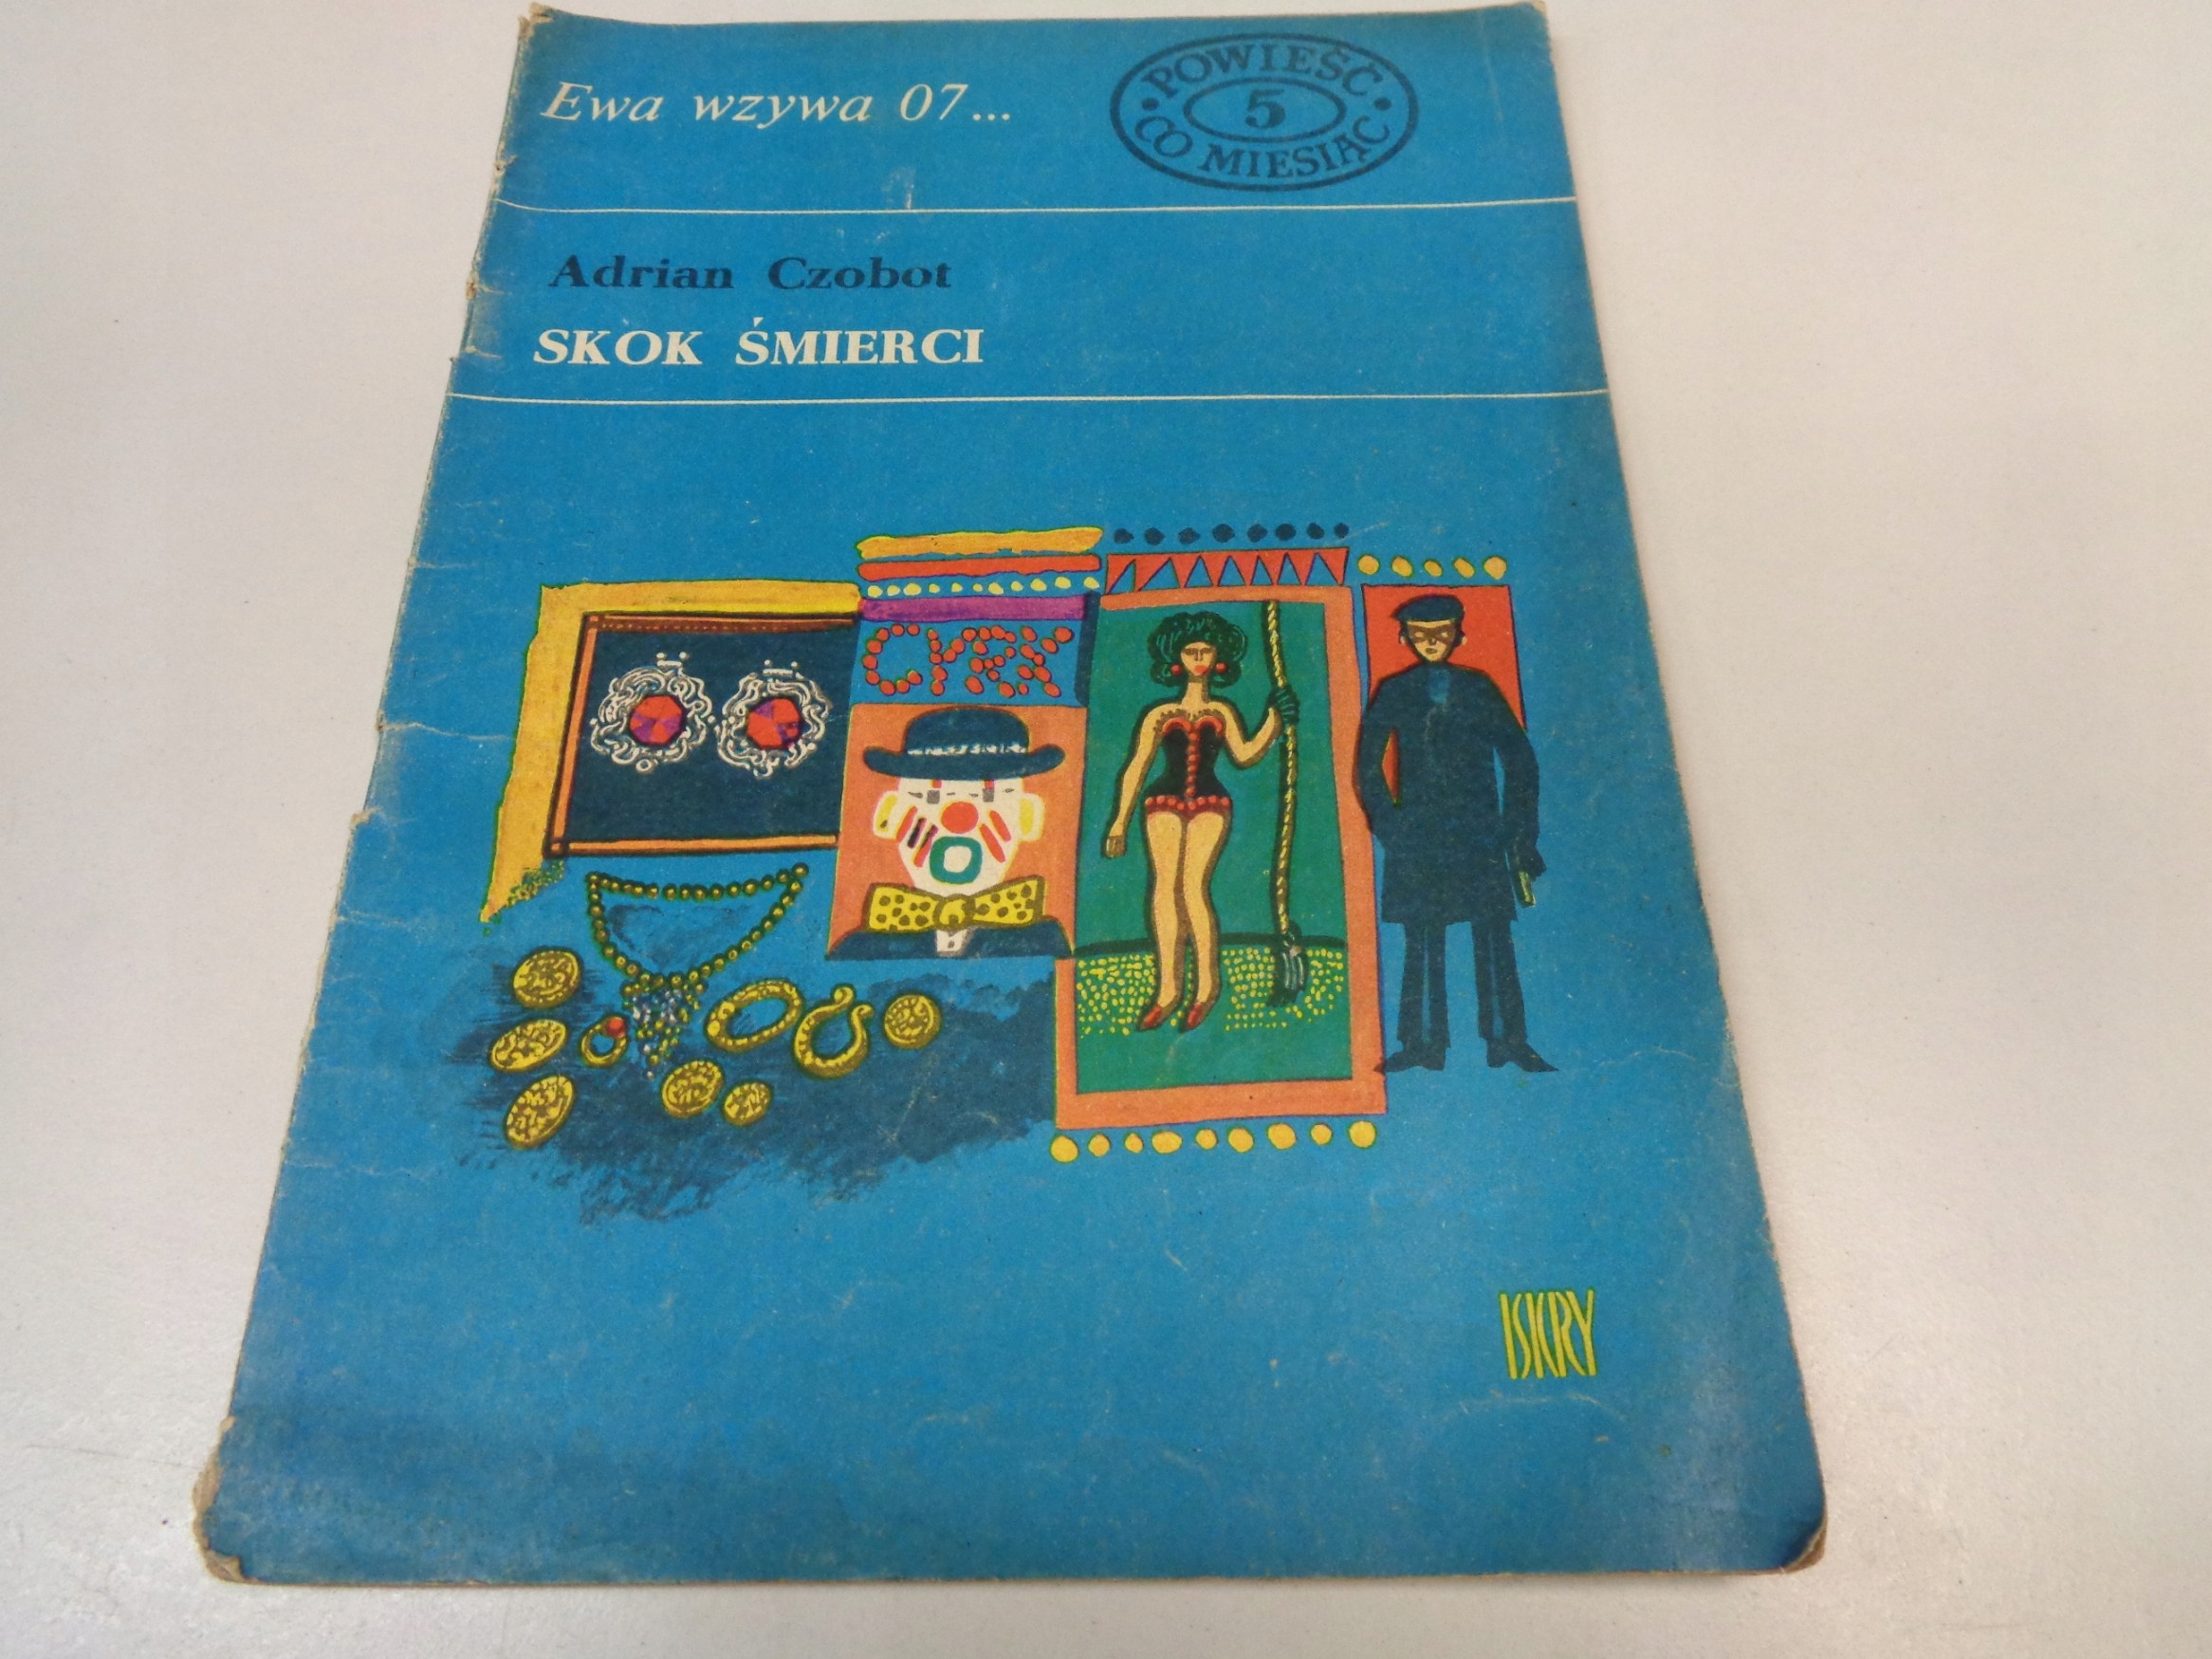 Ewa wzywa 07...
POWIEŚĆ
5
CO MIESIĄC
Adrian Czobot
SKOK ŚMIERCI
CYRK
ISKRY